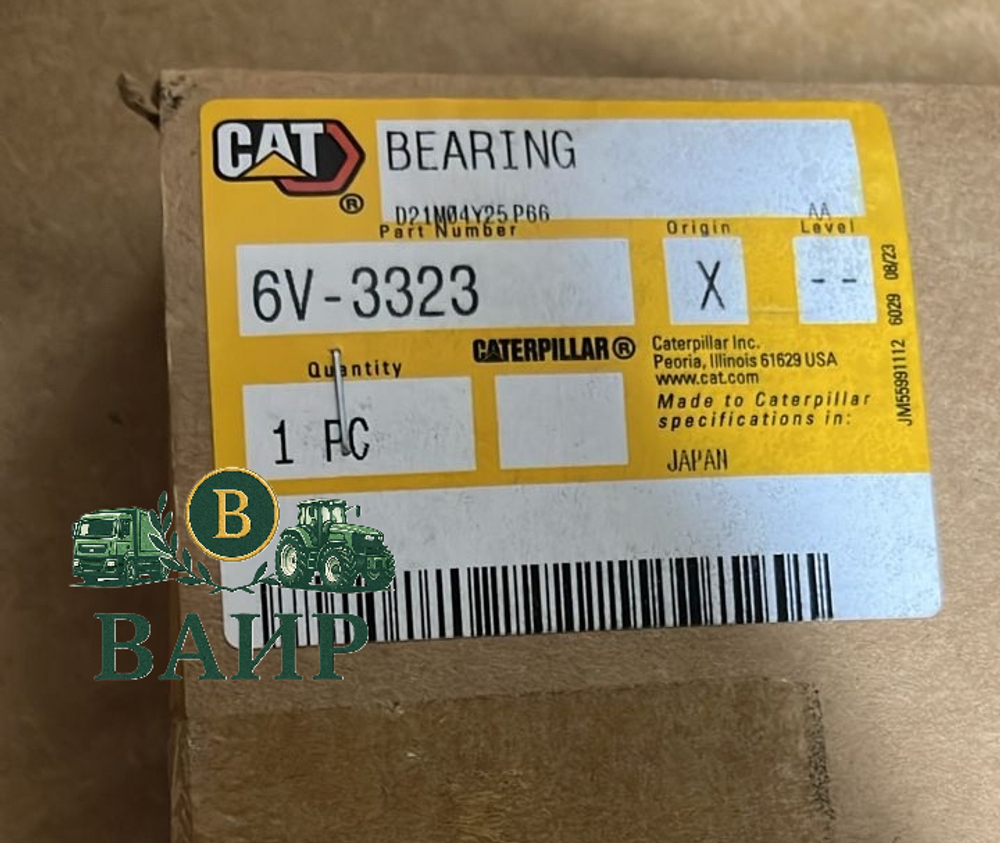 CAT®
BEARING
D21N04Y25P66
AA
Part Number
Origin
Level
6V-3323
X
--
CATERPILLAR®
Caterpillar Inc.
Peoria, Illinois 61629 USA
www.cat.com
Quantity
Made to Caterpillar
specifications in:
1 PC
JAPAN
JM55991112 6029 08/23
B
ВАИР